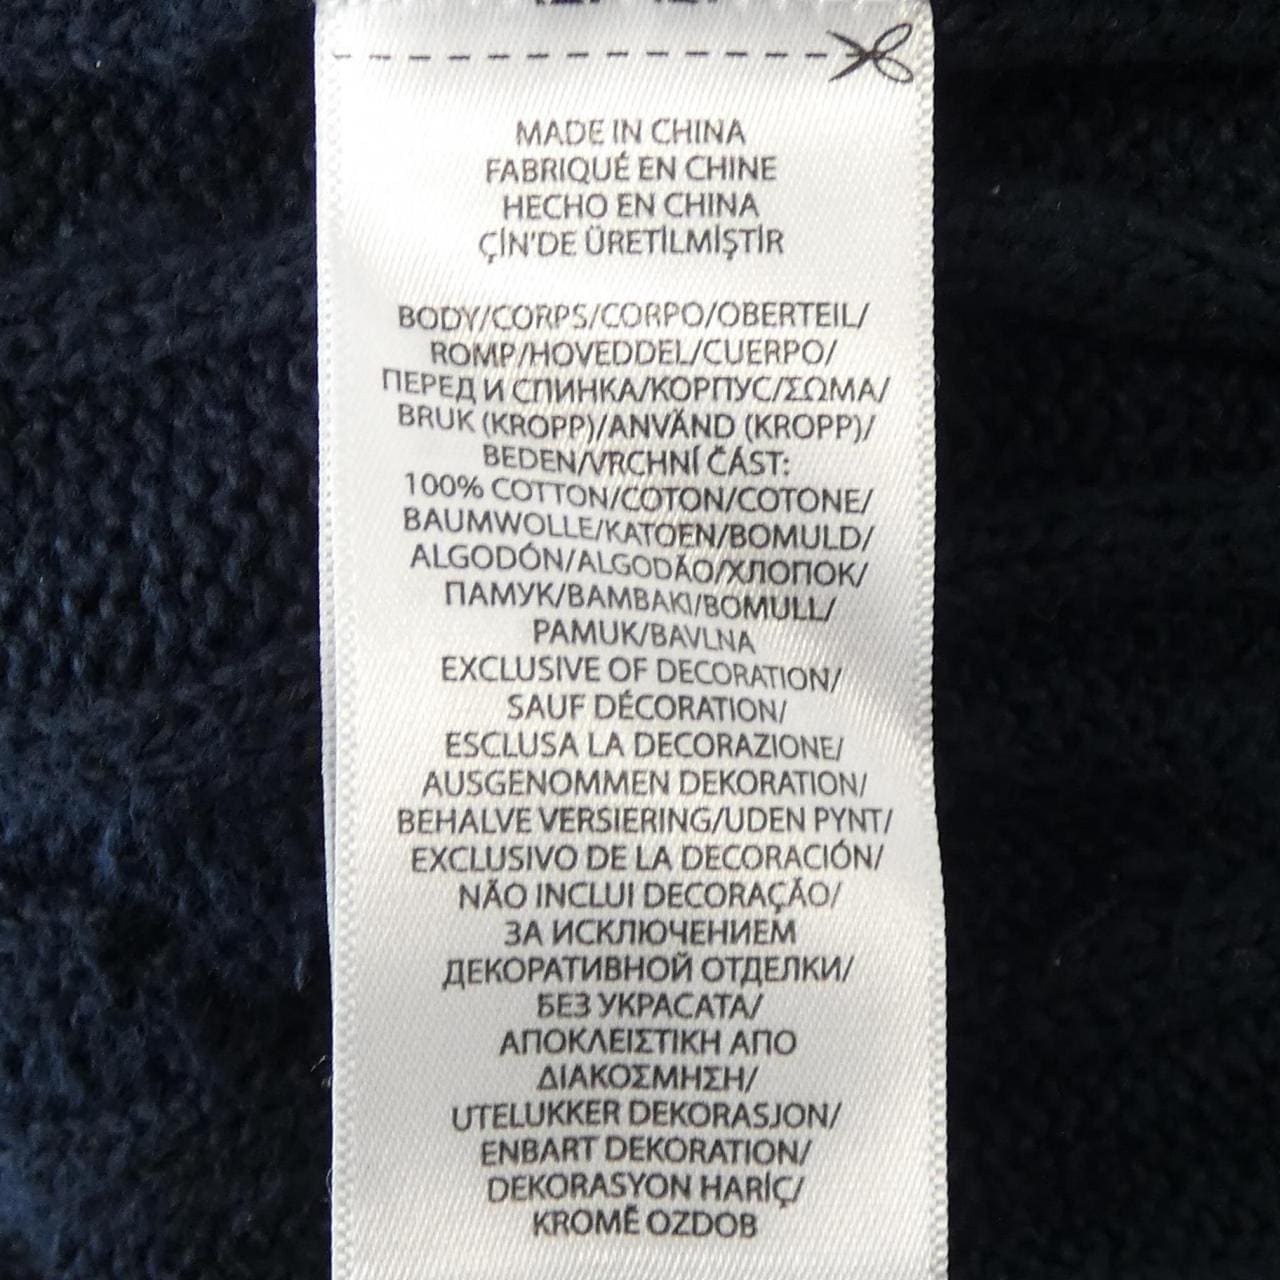 MADE IN CHINA
FABRIQUÉ EN CHINE
HECHO EN CHINA
ÇİN'DE ÜRETİLMİŞTİR
BODY/CORPS/CORPO/OBERTEIL/
ROMP/HOVEDDEL/CUERPO/
ПЕРЕД И СПИНКА/КОРПУС/ΣΩΜΑ/
BRUK (KROPP)/ANVÄND (KROPP)/
BEDEN/VRCHNÍ ČÁST:
100% COTTON/COTON/COTONE/
BAUMWOLLE/KATOEN/BOMULD/
ALGODÓN/ALGODÃO/ХЛОПОК/
ПАМУК/BAMBAKI/BOMULL/
PAMUK/BAVLNA
EXCLUSIVE OF DECORATION/
SAUF DÉCORATION/
ESCLUSA LA DECORAZIONE/
AUSGENOMMEN DEKORATION/
BEHALVE VERSIERING/UDEN PYNT/
EXCLUSIVO DE LA DECORACIÓN/
NÃO INCLUI DECORAÇÃO/
ЗА ИСКЛЮЧЕНИЕМ
ДЕКОРАТИВНОЙ ОТДЕЛКИ/
БЕЗ УКРАСАТА/
ΑΠΟΚΛΕΙΣΤΙΚΗ ΑΠΟ
ΔΙΑΚΟΣΜΗΣΗ/
UTELUKKER DEKORASJON/
ENBART DEKORATION/
DEKORASYON HARİÇ/
KROMĚ OZDOB